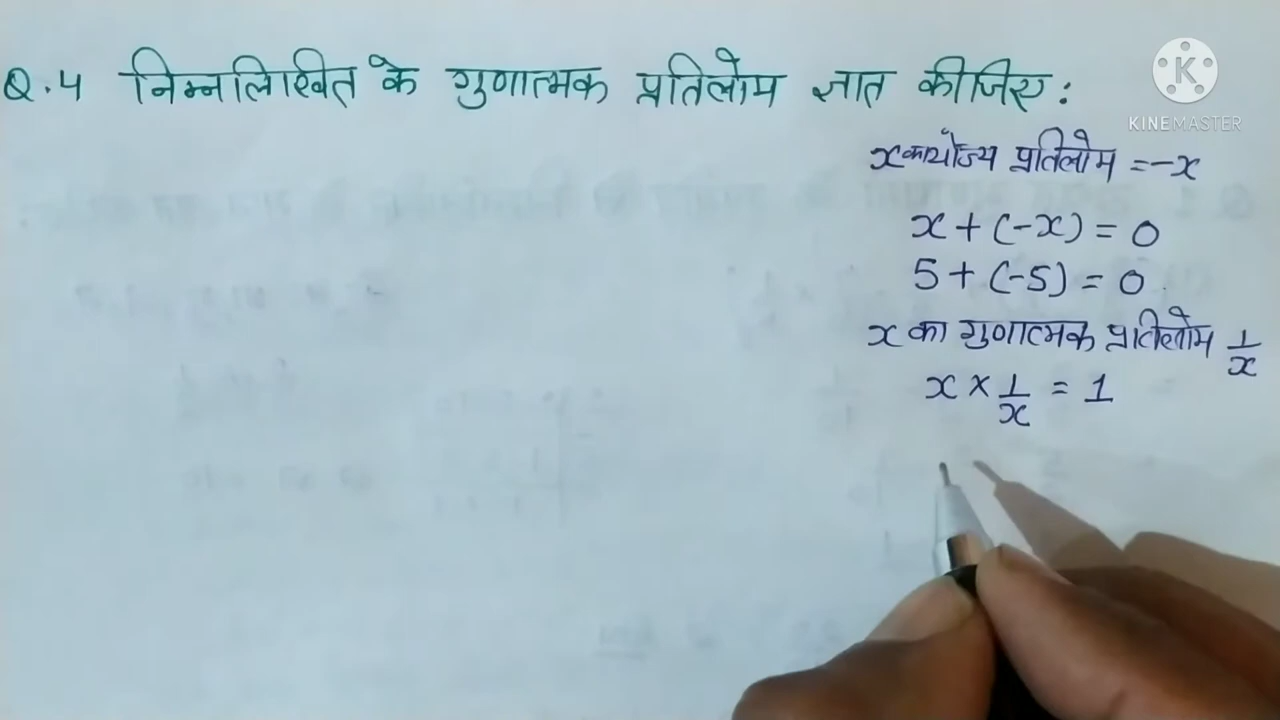 Q.4 निम्नलिखित के गुणात्मक प्रतिलोम ज्ञात कीजिए:
KINEMASTER
x का योज्य प्रतिलोम = -x
x + (-x) = 0
5 + (-5) = 0
x का गुणात्मक प्रतिलोम 1/x
x × 1/x = 1